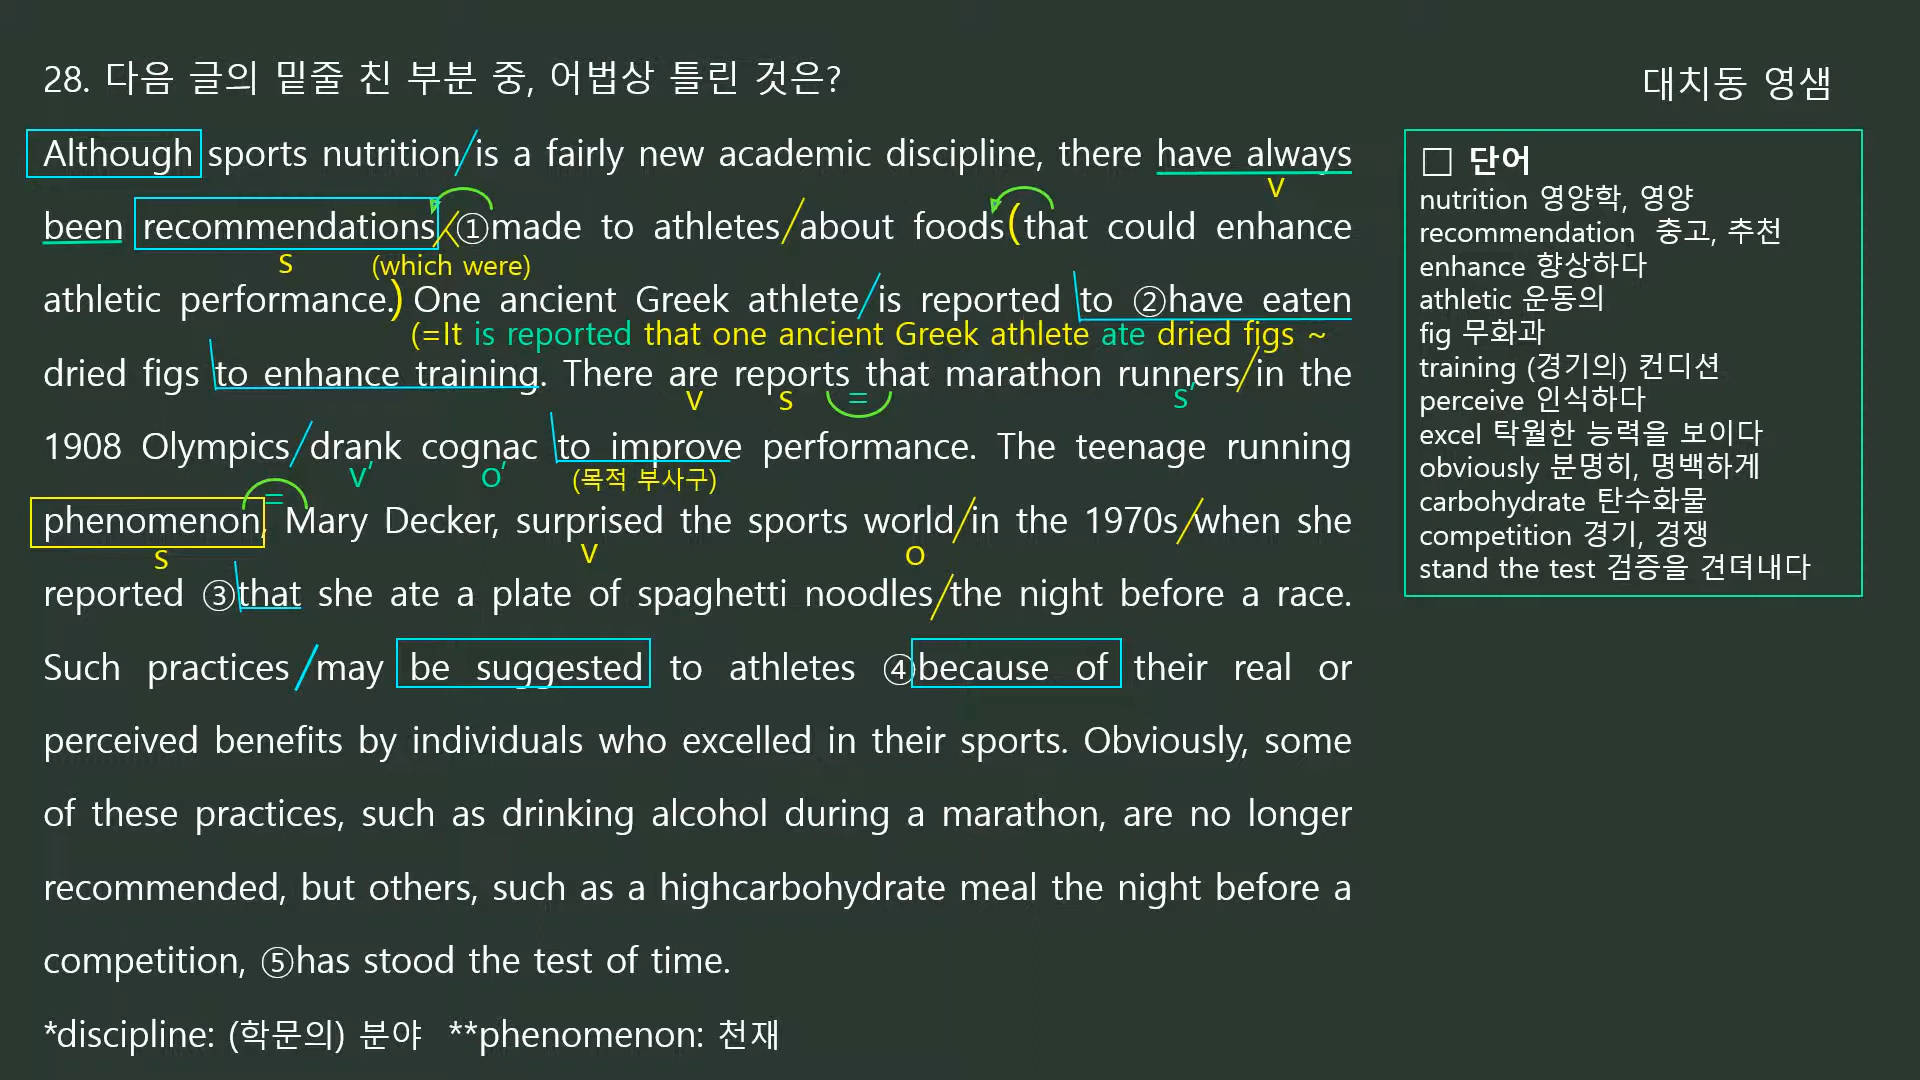 28. 다음 글의 밑줄 친 부분 중, 어법상 틀린 것은?
대치동 영샘
Although sports nutrition / is a fairly new academic discipline, there have always
V
been recommendations ①made to athletes / about foods (that could enhance
S (which were)
athletic performance.) One ancient Greek athlete / is reported to ②have eaten
(=It is reported that one ancient Greek athlete ate dried figs ~
dried figs to enhance training. There are reports that marathon runners / in the
V S = S′
1908 Olympics / drank cognac to improve performance. The teenage running
V′ O′ (목적 부사구)
=
phenomenon, Mary Decker, surprised the sports world / in the 1970s / when she
S V O
reported ③that she ate a plate of spaghetti noodles / the night before a race.
Such practices / may be suggested to athletes ④because of their real or
perceived benefits by individuals who excelled in their sports. Obviously, some
of these practices, such as drinking alcohol during a marathon, are no longer
recommended, but others, such as a highcarbohydrate meal the night before a
competition, ⑤has stood the test of time.
*discipline: (학문의) 분야 **phenomenon: 천재
□ 단어
nutrition 영양학, 영양
recommendation 충고, 추천
enhance 향상하다
athletic 운동의
fig 무화과
training (경기의) 컨디션
perceive 인식하다
excel 탁월한 능력을 보이다
obviously 분명히, 명백하게
carbohydrate 탄수화물
competition 경기, 경쟁
stand the test 검증을 견뎌내다